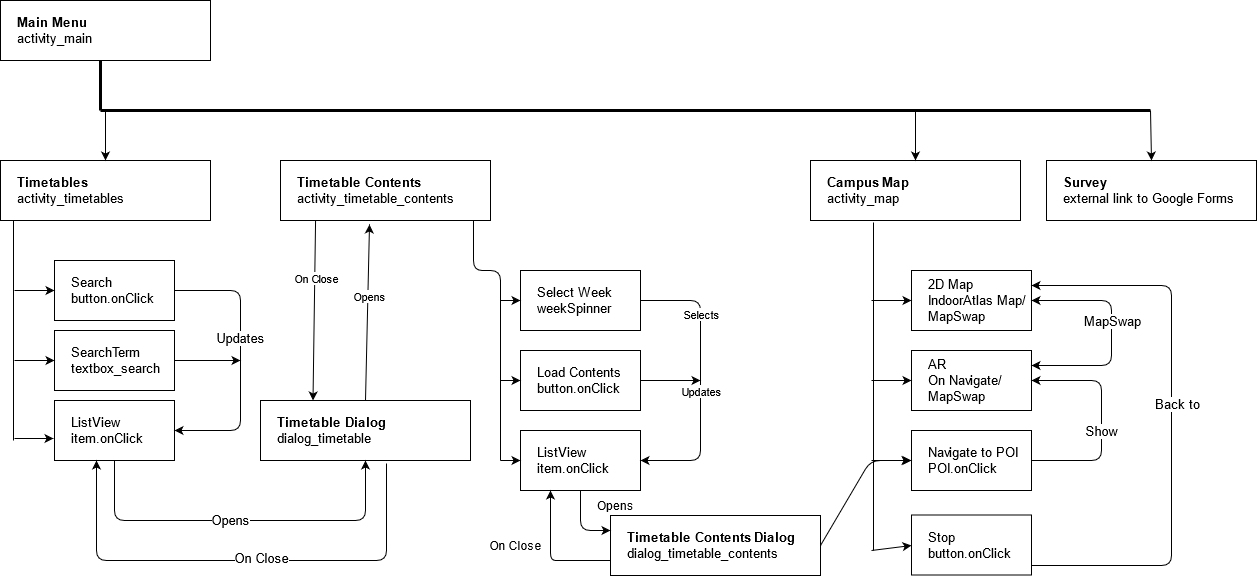 Main Menu
activity_main
Timetables
activity_timetables
Timetable Contents
activity_timetable_contents
Campus Map
activity_map
Survey
external link to Google Forms
Search
button.onClick
Updates
SearchTerm
textbox_search
ListView
item.onClick
On Close
Opens
Timetable Dialog
dialog_timetable
Opens
On Close
Select Week
weekSpinner
Selects
Load Contents
button.onClick
Updates
ListView
item.onClick
Opens
On Close
Timetable Contents Dialog
dialog_timetable_contents
2D Map
IndoorAtlas Map/
MapSwap
MapSwap
AR
On Navigate/
MapSwap
Back to
Show
Navigate to POI
POI.onClick
Stop
button.onClick